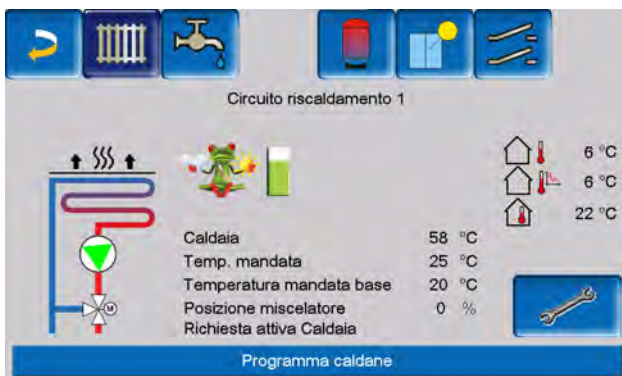 Circuito riscaldamento 1
6 °C
6 °C
22 °C
Caldaia 58 °C
Temp. mandata 25 °C
Temperatura mandata base 20 °C
Posizione miscelatore 0 %
Richiesta attiva Caldaia
M
Programma caldane